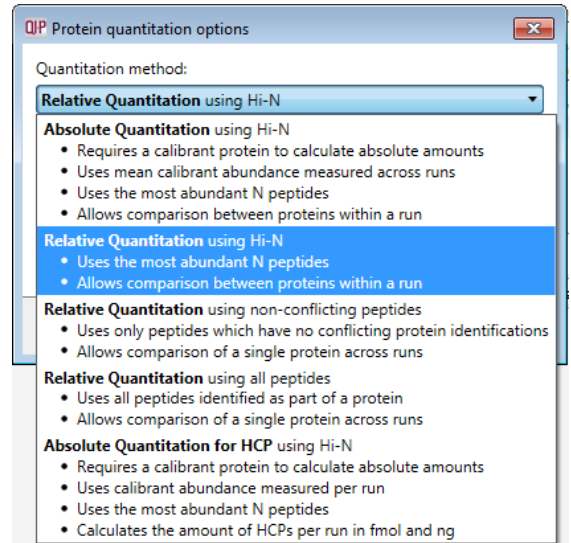 QIP Protein quantitation options
Quantitation method:
Relative Quantitation using Hi-N
Absolute Quantitation using Hi-N
• Requires a calibrant protein to calculate absolute amounts
• Uses mean calibrant abundance measured across runs
• Uses the most abundant N peptides
• Allows comparison between proteins within a run
Relative Quantitation using Hi-N
• Uses the most abundant N peptides
• Allows comparison between proteins within a run
Relative Quantitation using non-conflicting peptides
• Uses only peptides which have no conflicting protein identifications
• Allows comparison of a single protein across runs
Relative Quantitation using all peptides
• Uses all peptides identified as part of a protein
• Allows comparison of a single protein across runs
Absolute Quantitation for HCP using Hi-N
• Requires a calibrant protein to calculate absolute amounts
• Uses calibrant abundance measured per run
• Uses the most abundant N peptides
• Calculates the amount of HCPs per run in fmol and ng